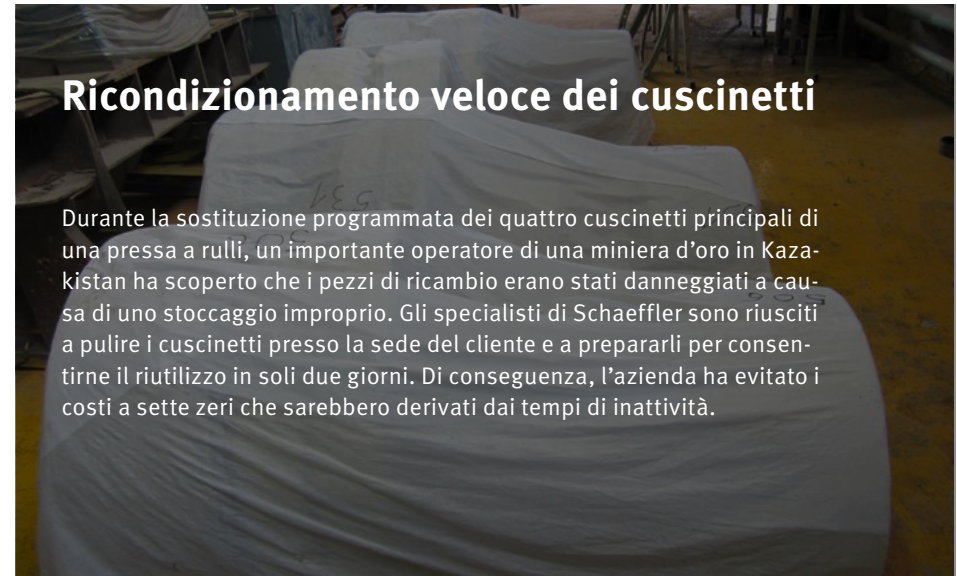 Ricondizionamento veloce dei cuscinetti
Durante la sostituzione programmata dei quattro cuscinetti principali di
una pressa a rulli, un importante operatore di una miniera d’oro in Kaza-
kistan ha scoperto che i pezzi di ricambio erano stati danneggiati a cau-
sa di uno stoccaggio improprio. Gli specialisti di Schaeffler sono riusciti
a pulire i cuscinetti presso la sede del cliente e a prepararli per consen-
tirne il riutilizzo in soli due giorni. Di conseguenza, l’azienda ha evitato i
costi a sette zeri che sarebbero derivati dai tempi di inattività.